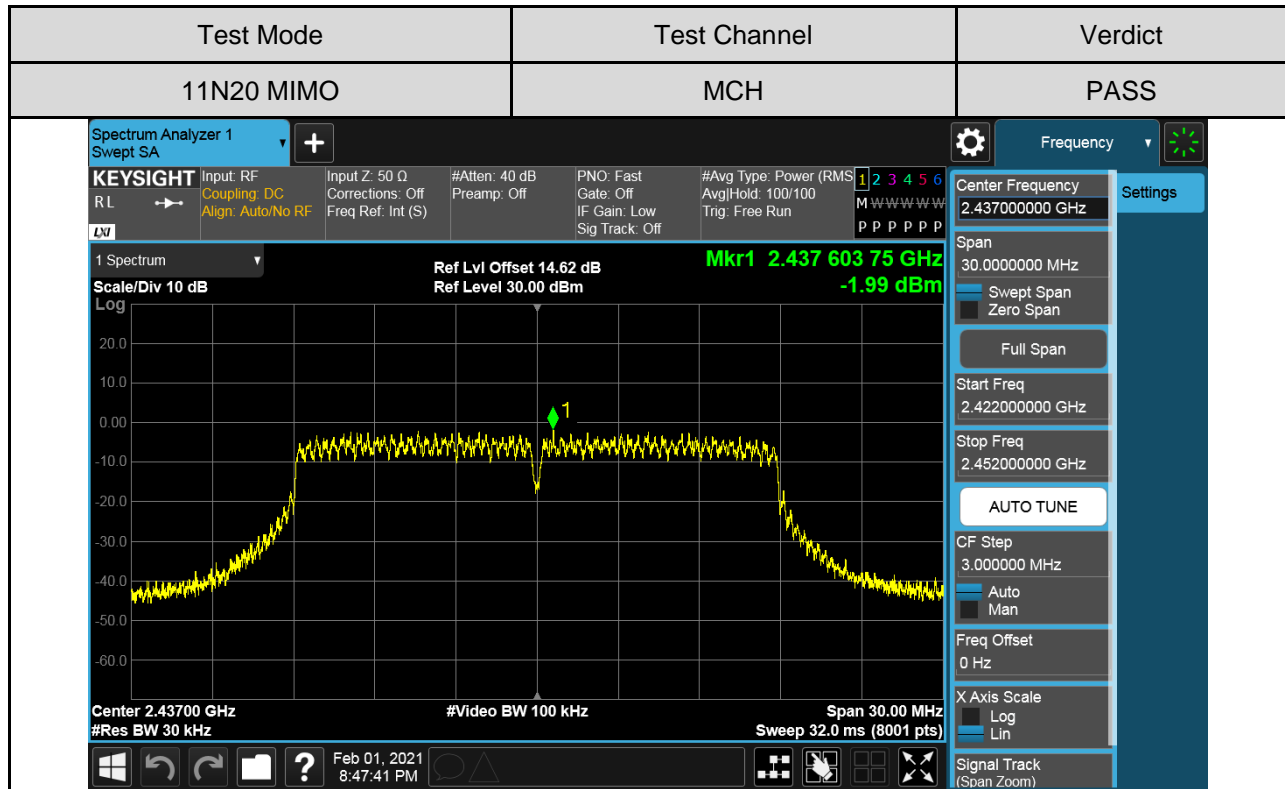 Test Mode Test Channel Verdict
11N20 MIMO MCH PASS
Spectrum Analyzer 1
Swept SA
Frequency
KEYSIGHT
R L
LXI
Input: RF
Coupling: DC
Align: Auto/No RF
Input Z: 50 Ω
Corrections: Off
Freq Ref: Int (S)
#Atten: 40 dB
Preamp: Off
PNO: Fast
Gate: Off
IF Gain: Low
Sig Track: Off
#Avg Type: Power (RMS
Avg|Hold: 100/100
Trig: Free Run
1 2 3 4 5 6
M W W W W W
P P P P P P
1 Spectrum
Scale/Div 10 dB
Log
Ref Lvl Offset 14.62 dB
Ref Level 30.00 dBm
Mkr1 2.437 603 75 GHz
-1.99 dBm
20.0
10.0
0.00
-10.0
-20.0
-30.0
-40.0
-50.0
-60.0
1
Center 2.43700 GHz
#Res BW 30 kHz
#Video BW 100 kHz
Span 30.00 MHz
Sweep 32.0 ms (8001 pts)
Feb 01, 2021
8:47:41 PM
Center Frequency
2.437000000 GHz
Settings
Span
30.0000000 MHz
Swept Span
Zero Span
Full Span
Start Freq
2.422000000 GHz
Stop Freq
2.452000000 GHz
AUTO TUNE
CF Step
3.000000 MHz
Auto
Man
Freq Offset
0 Hz
X Axis Scale
Log
Lin
Signal Track
(Span Zoom)